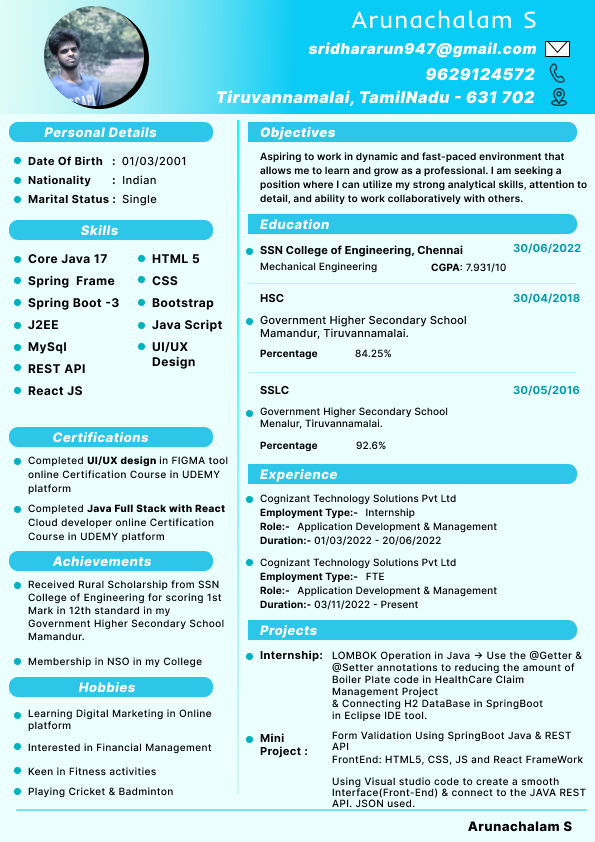 Arunachalam S
sridhararun947@gmail.com
9629124572
Tiruvannamalai, TamilNadu - 631 702
Personal Details
Date Of Birth : 01/03/2001
Nationality : Indian
Marital Status : Single
Skills
Core Java 17
Spring Frame
Spring Boot -3
J2EE
MySql
REST API
React JS
HTML 5
CSS
Bootstrap
Java Script
UI/UX
Design
Certifications
Completed UI/UX design in FIGMA tool
online Certification Course in UDEMY
platform
Completed Java Full Stack with React
Cloud developer online Certification
Course in UDEMY platform
Achievements
Received Rural Scholarship from SSN
College of Engineering for scoring 1st
Mark in 12th standard in my
Government Higher Secondary School
Mamandur.
Membership in NSO in my College
Hobbies
Learning Digital Marketing in Online
platform
Interested in Financial Management
Keen in Fitness activities
Playing Cricket & Badminton
Objectives
Aspiring to work in dynamic and fast-paced environment that
allows me to learn and grow as a professional. I am seeking a
position where I can utilize my strong analytical skills, attention to
detail, and ability to work collaboratively with others.
Education
SSN College of Engineering, Chennai 30/06/2022
Mechanical Engineering CGPA: 7.931/10
HSC 30/04/2018
Government Higher Secondary School
Mamandur, Tiruvannamalai.
Percentage 84.25%
SSLC 30/05/2016
Government Higher Secondary School
Menalur, Tiruvannamalai.
Percentage 92.6%
Experience
Cognizant Technology Solutions Pvt Ltd
Employment Type:- Internship
Role:- Application Development & Management
Duration:- 01/03/2022 - 20/06/2022
Cognizant Technology Solutions Pvt Ltd
Employment Type:- FTE
Role:- Application Development & Management
Duration:- 03/11/2022 - Present
Projects
Internship: LOMBOK Operation in Java → Use the @Getter &
@Setter annotations to reducing the amount of
Boiler Plate code in HealthCare Claim
Management Project
& Connecting H2 DataBase in SpringBoot
in Eclipse IDE tool.
Mini Form Validation Using SpringBoot Java & REST
Project : API
FrontEnd: HTML5, CSS, JS and React FrameWork
Using Visual studio code to create a smooth
Interface(Front-End) & connect to the JAVA REST
API. JSON used.
Arunachalam S